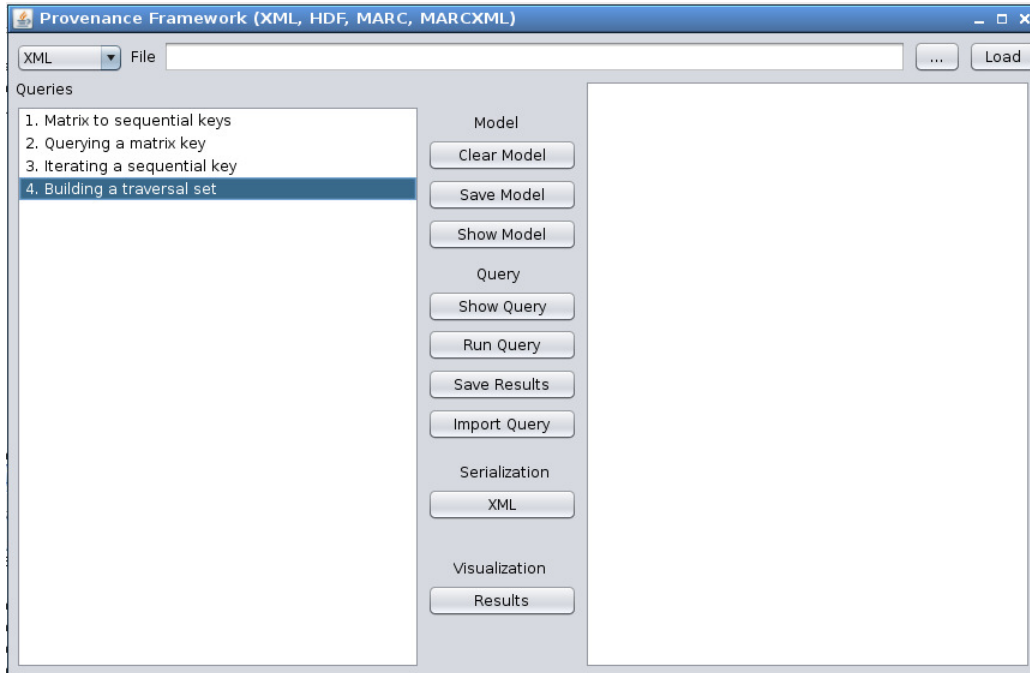 Provenance Framework (XML, HDF, MARC, MARCXML)
XML File ... Load
Queries
1. Matrix to sequential keys
2. Querying a matrix key
3. Iterating a sequential key
4. Building a traversal set
Model
Clear Model
Save Model
Show Model
Query
Show Query
Run Query
Save Results
Import Query
Serialization
XML
Visualization
Results